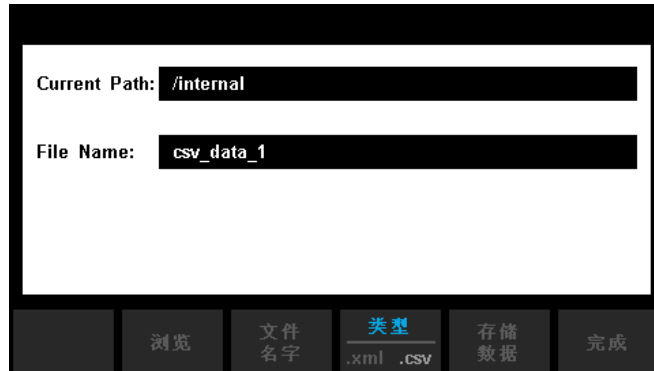 Current Path: /internal
File Name: csv_data_1
浏览
文件
名字
类型
.xml .csv
存储
数据
完成